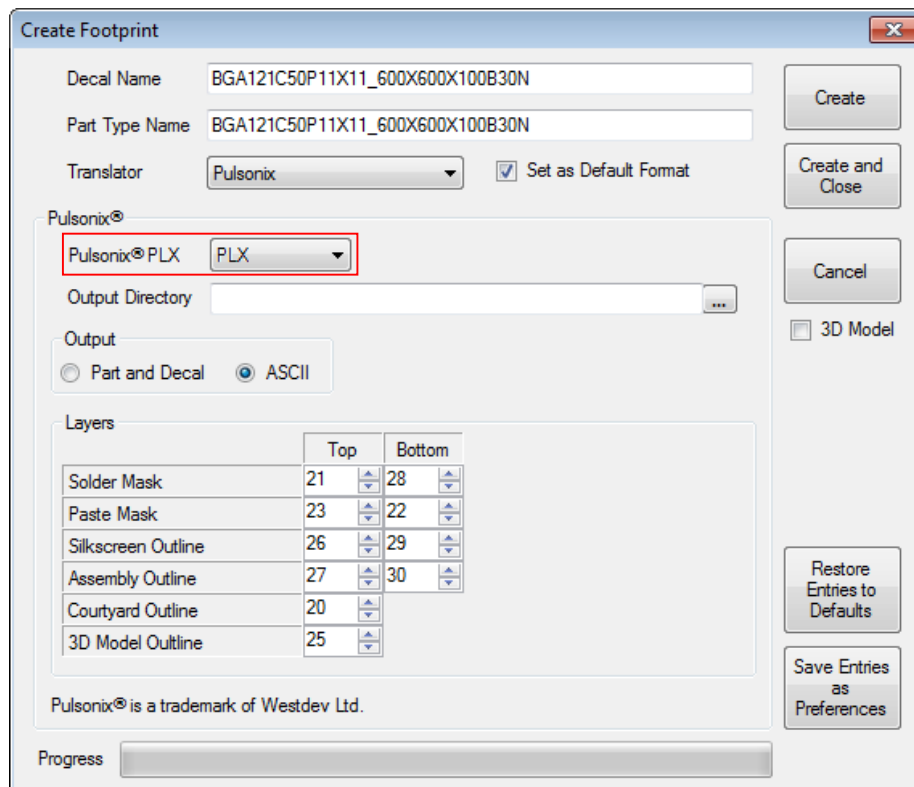 Create Footprint
Decal Name BGA121C50P11X11_600X600X100B30N
Part Type Name BGA121C50P11X11_600X600X100B30N
Create
Translator Pulsonix Set as Default Format
Create and
Close
Pulsonix®
Pulsonix® PLX PLX
Cancel
Output Directory ...
3D Model
Output
Part and Decal ASCII
Layers
Top Bottom
Solder Mask 21 28
Paste Mask 23 22
Silkscreen Outline 26 29
Assembly Outline 27 30
Courtyard Outline 20
3D Model Oultline 25
Restore
Entries to
Defaults
Save Entries
as
Preferences
Pulsonix® is a trademark of Westdev Ltd.
Progress